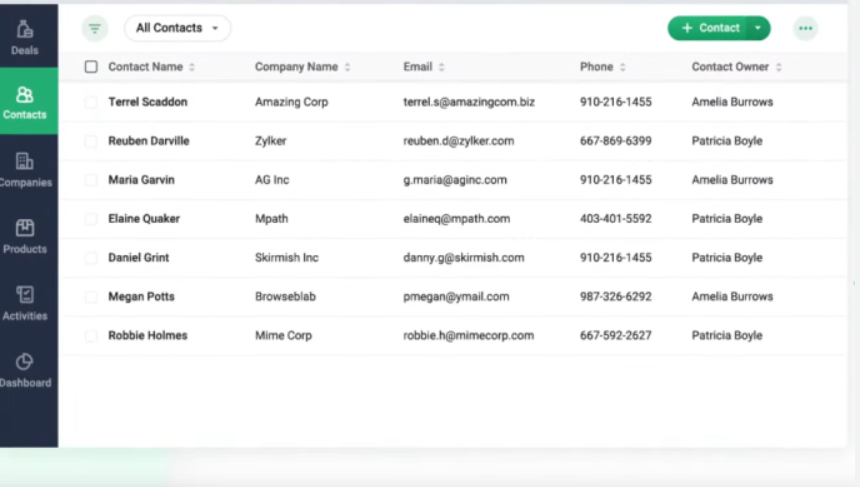 Deals
Contacts
Companies
Products
Activities
Dashboard
All Contacts
+ Contact
Contact Name Company Name Email Phone Contact Owner
Terrel Scaddon Amazing Corp terrel.s@amazingcom.biz 910-216-1455 Amelia Burrows
Reuben Darville Zylker reuben.d@zylker.com 667-869-6399 Patricia Boyle
Maria Garvin AG Inc g.maria@aginc.com 910-216-1455 Amelia Burrows
Elaine Quaker Mpath elaineq@mpath.com 403-401-5592 Patricia Boyle
Daniel Grint Skirmish Inc danny.g@skirmish.com 910-216-1455 Patricia Boyle
Megan Potts Browseblab pmegan@ymail.com 987-326-6292 Amelia Burrows
Robbie Holmes Mime Corp robbie.h@mimecorp.com 667-592-2627 Patricia Boyle